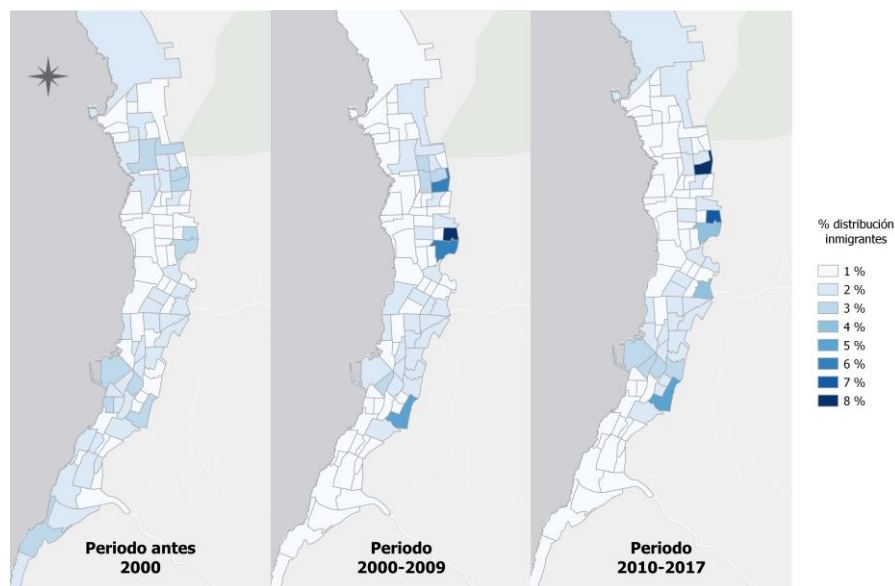 % distribución
inmigrantes
1 %
2 %
3 %
4 %
5 %
6 %
7 %
8 %
Periodo antes
2000
Periodo
2000-2009
Periodo
2010-2017